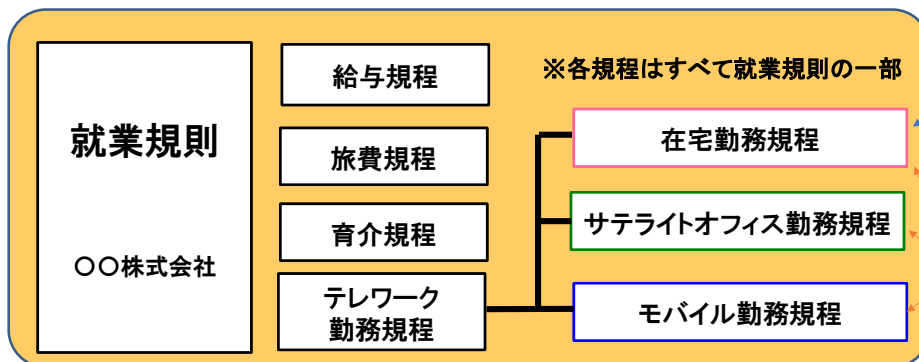 就業規則
〇〇株式会社
給与規程
旅費規程
育介規程
テレワーク
勤務規程
※各規程はすべて就業規則の一部
在宅勤務規程
サテライトオフィス勤務規程
モバイル勤務規程